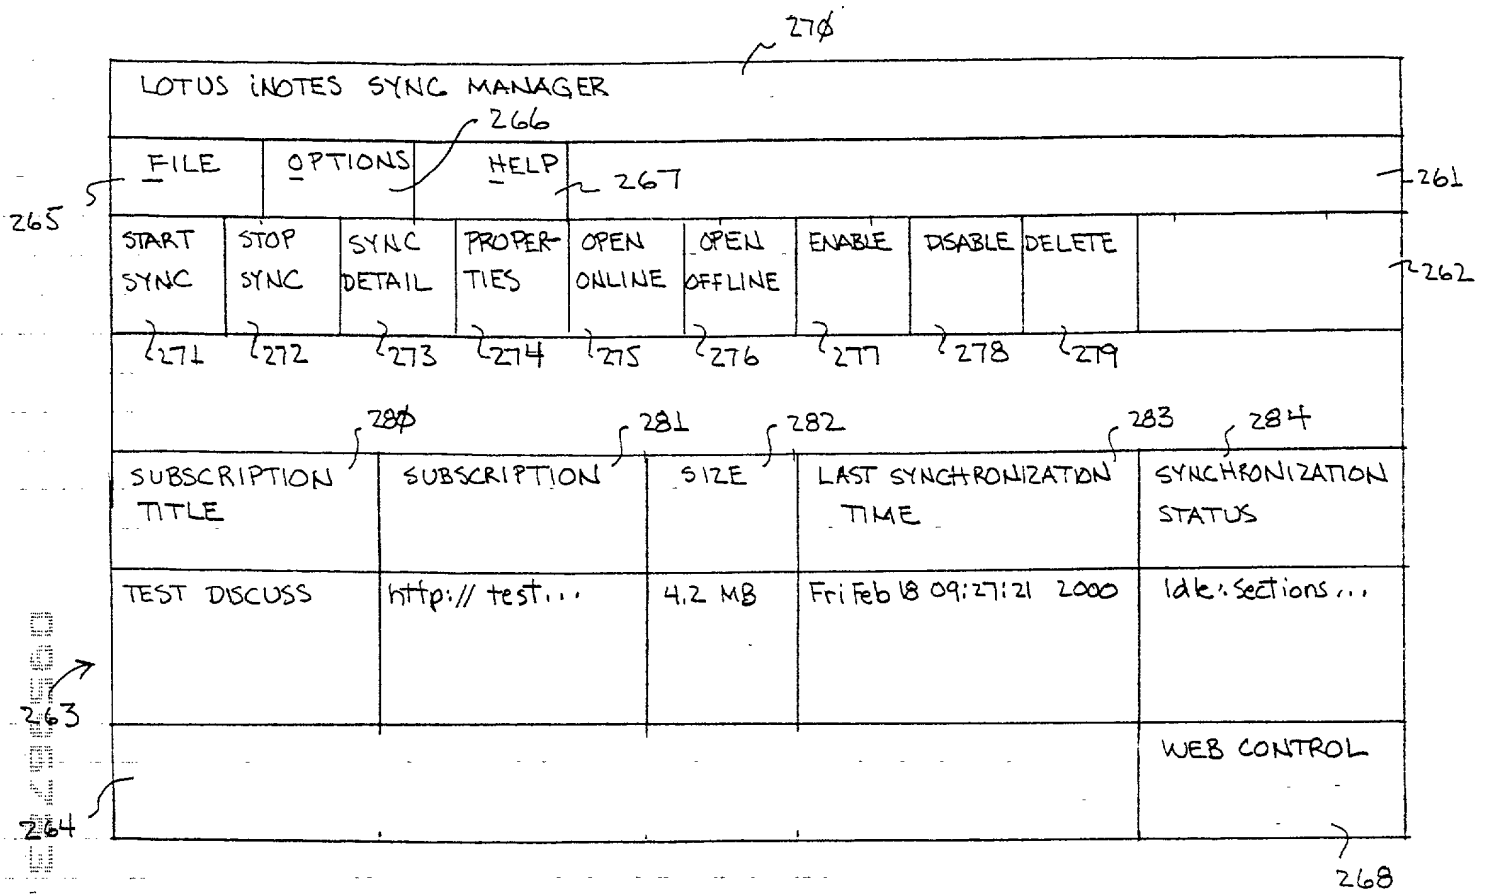 270
LOTUS iNOTES SYNC MANAGER
266
FILE OPTIONS HELP
267
261
265
START SYNC
STOP SYNC
SYNC DETAIL
PROPER-
TIES
OPEN ONLINE
OPEN OFFLINE
ENABLE
DISABLE
DELETE
262
271 272 273 274 275 276 277 278 279
280 281 282 283 284
SUBSCRIPTION
TITLE
SUBSCRIPTION
SIZE
LAST SYNCHRONIZATION
TIME
SYNCHRONIZATION
STATUS
TEST DISCUSS http:// test... 4.2 MB Fri Feb 18 09:27:21 2000 Idle: sections...
263
WEB CONTROL
264
268